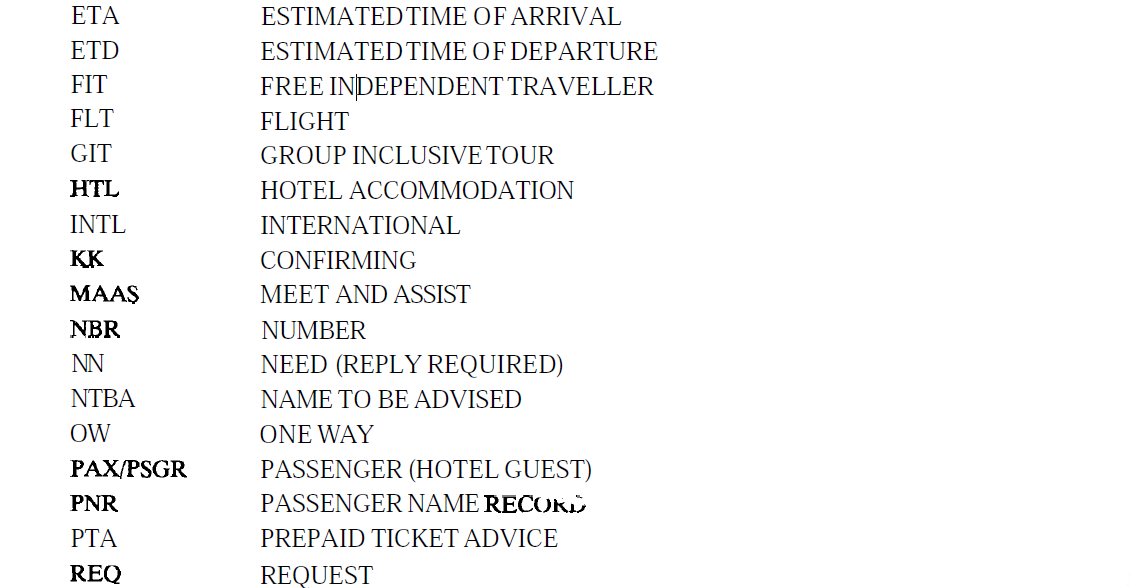 ETA ESTIMATED TIME OF ARRIVAL
ETD ESTIMATED TIME OF DEPARTURE
FIT FREE INDEPENDENT TRAVELLER
FLT FLIGHT
GIT GROUP INCLUSIVE TOUR
HTL HOTEL ACCOMMODATION
INTL INTERNATIONAL
KK CONFIRMING
MAAS MEET AND ASSIST
NBR NUMBER
NN NEED (REPLY REQUIRED)
NTBA NAME TO BE ADVISED
OW ONE WAY
PAX/PSGR PASSENGER (HOTEL GUEST)
PNR PASSENGER NAME RECORD
PTA PREPAID TICKET ADVICE
REQ REQUEST